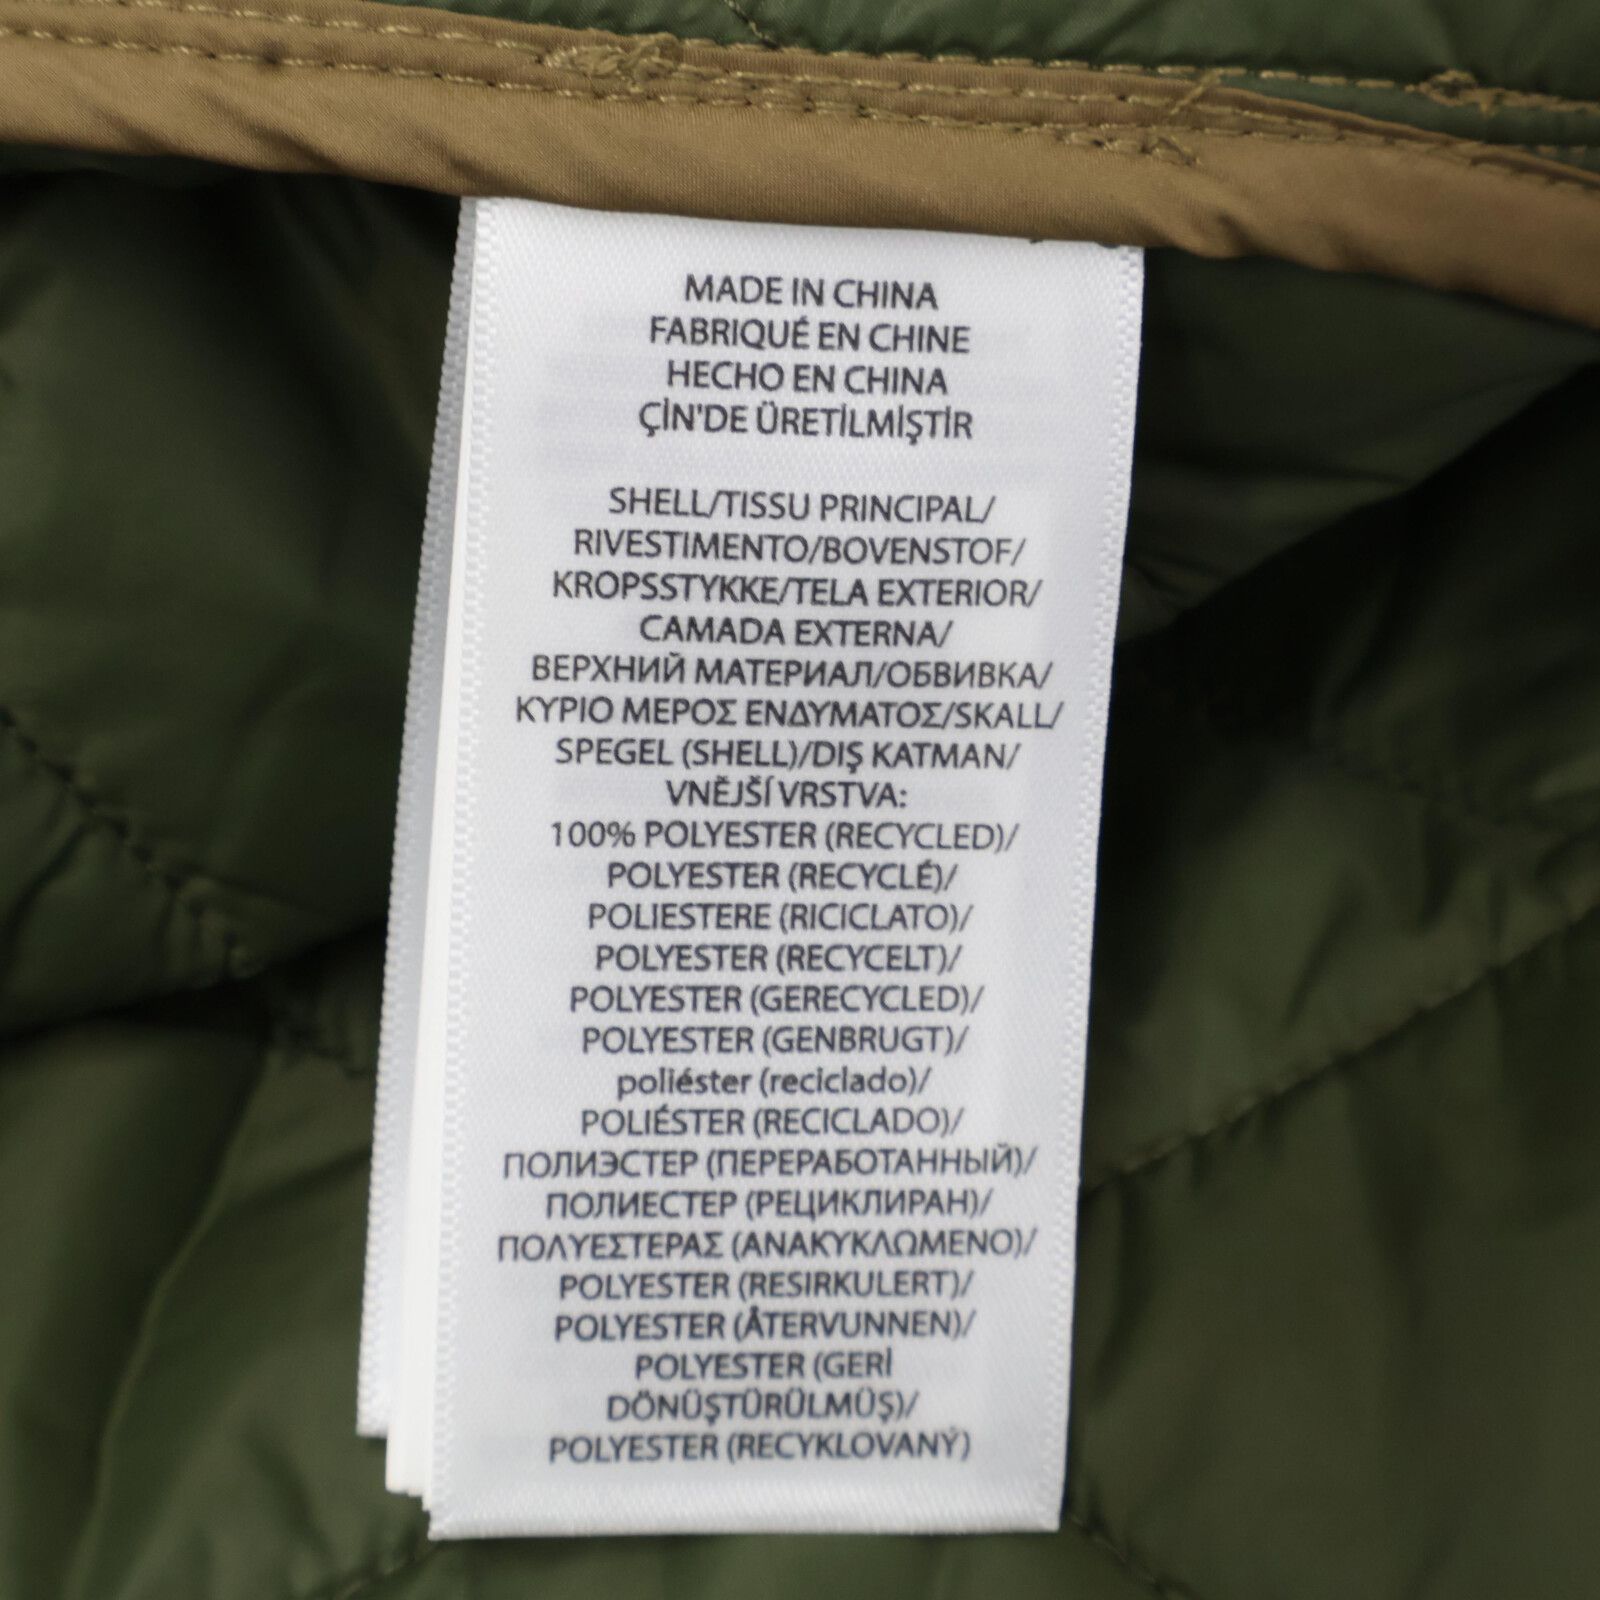 MADE IN CHINA
FABRIQUÉ EN CHINE
HECHO EN CHINA
ÇİN'DE ÜRETİLMİŞTİR
SHELL/TISSU PRINCIPAL/
RIVESTIMENTO/BOVENSTOF/
KROPSSTYKKE/TELA EXTERIOR/
CAMADA EXTERNA/
ВЕРХНИЙ МАТЕРИАЛ/ОБВИВКА/
ΚΥΡΙΟ ΜΕΡΟΣ ΕΝΔΥΜΑΤΟΣ/SKALL/
SPEGEL (SHELL)/DIŞ KATMAN/
VNĚJŠÍ VRSTVA:
100% POLYESTER (RECYCLED)/
POLYESTER (RECYCLÉ)/
POLIESTERE (RICICLATO)/
POLYESTER (RECYCELT)/
POLYESTER (GERECYCLED)/
POLYESTER (GENBRUGT)/
poliéster (reciclado)/
POLIÉSTER (RECICLADO)/
ПОЛИЭСТЕР (ПЕРЕРАБОТАННЫЙ)/
ПОЛИЕСТЕР (РЕЦИКЛИРАН)/
ΠΟΛΥΕΣΤΕΡΑΣ (ΑΝΑΚΥΚΛΩΜΕΝΟ)/
POLYESTER (RESIRKULERT)/
POLYESTER (ÅTERVUNNEN)/
POLYESTER (GERİ
DÖNÜŞTÜRÜLMÜŞ)/
POLYESTER (RECYKLOVANÝ)